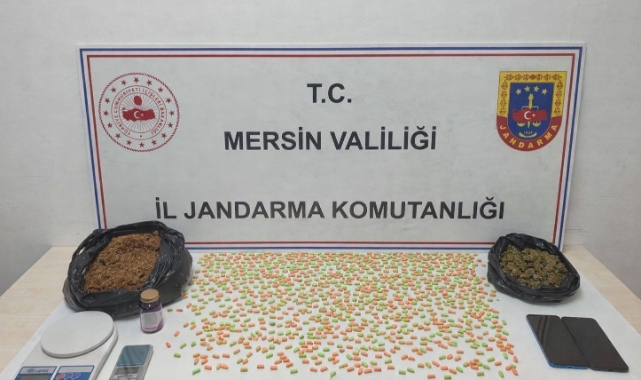 T.C.
MERSİN VALİLİĞİ
İL JANDARMA KOMUTANLIĞI
JANDARMA